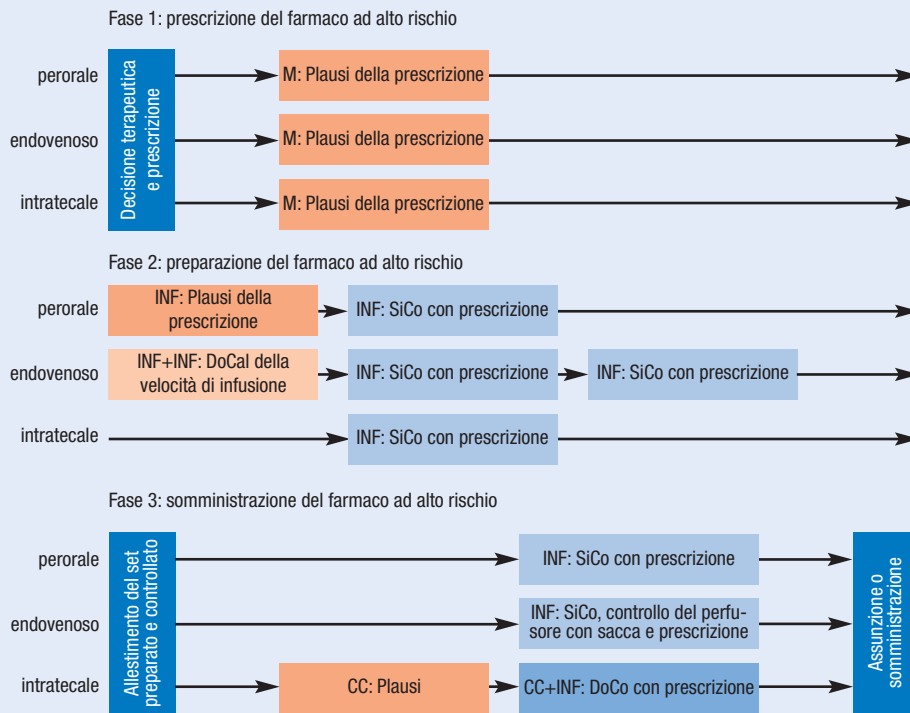 Fase 1: prescrizione del farmaco ad alto rischio
Decisione terapeutica
e prescrizione
perorale
M: Plausi della prescrizione
endovenoso
M: Plausi della prescrizione
intratecale
M: Plausi della prescrizione
Fase 2: preparazione del farmaco ad alto rischio
perorale
INF: Plausi della
prescrizione
INF: SiCo con prescrizione
endovenoso
INF+INF: DoCal della
velocità di infusione
INF: SiCo con prescrizione
INF: SiCo con prescrizione
intratecale
INF: SiCo con prescrizione
Fase 3: somministrazione del farmaco ad alto rischio
Allestimento del set
preparato e controllato
perorale
INF: SiCo con prescrizione
endovenoso
INF: SiCo, controllo del perfu-
sore con sacca e prescrizione
intratecale
CC: Plausi
CC+INF: DoCo con prescrizione
Assunzione o
somministrazione